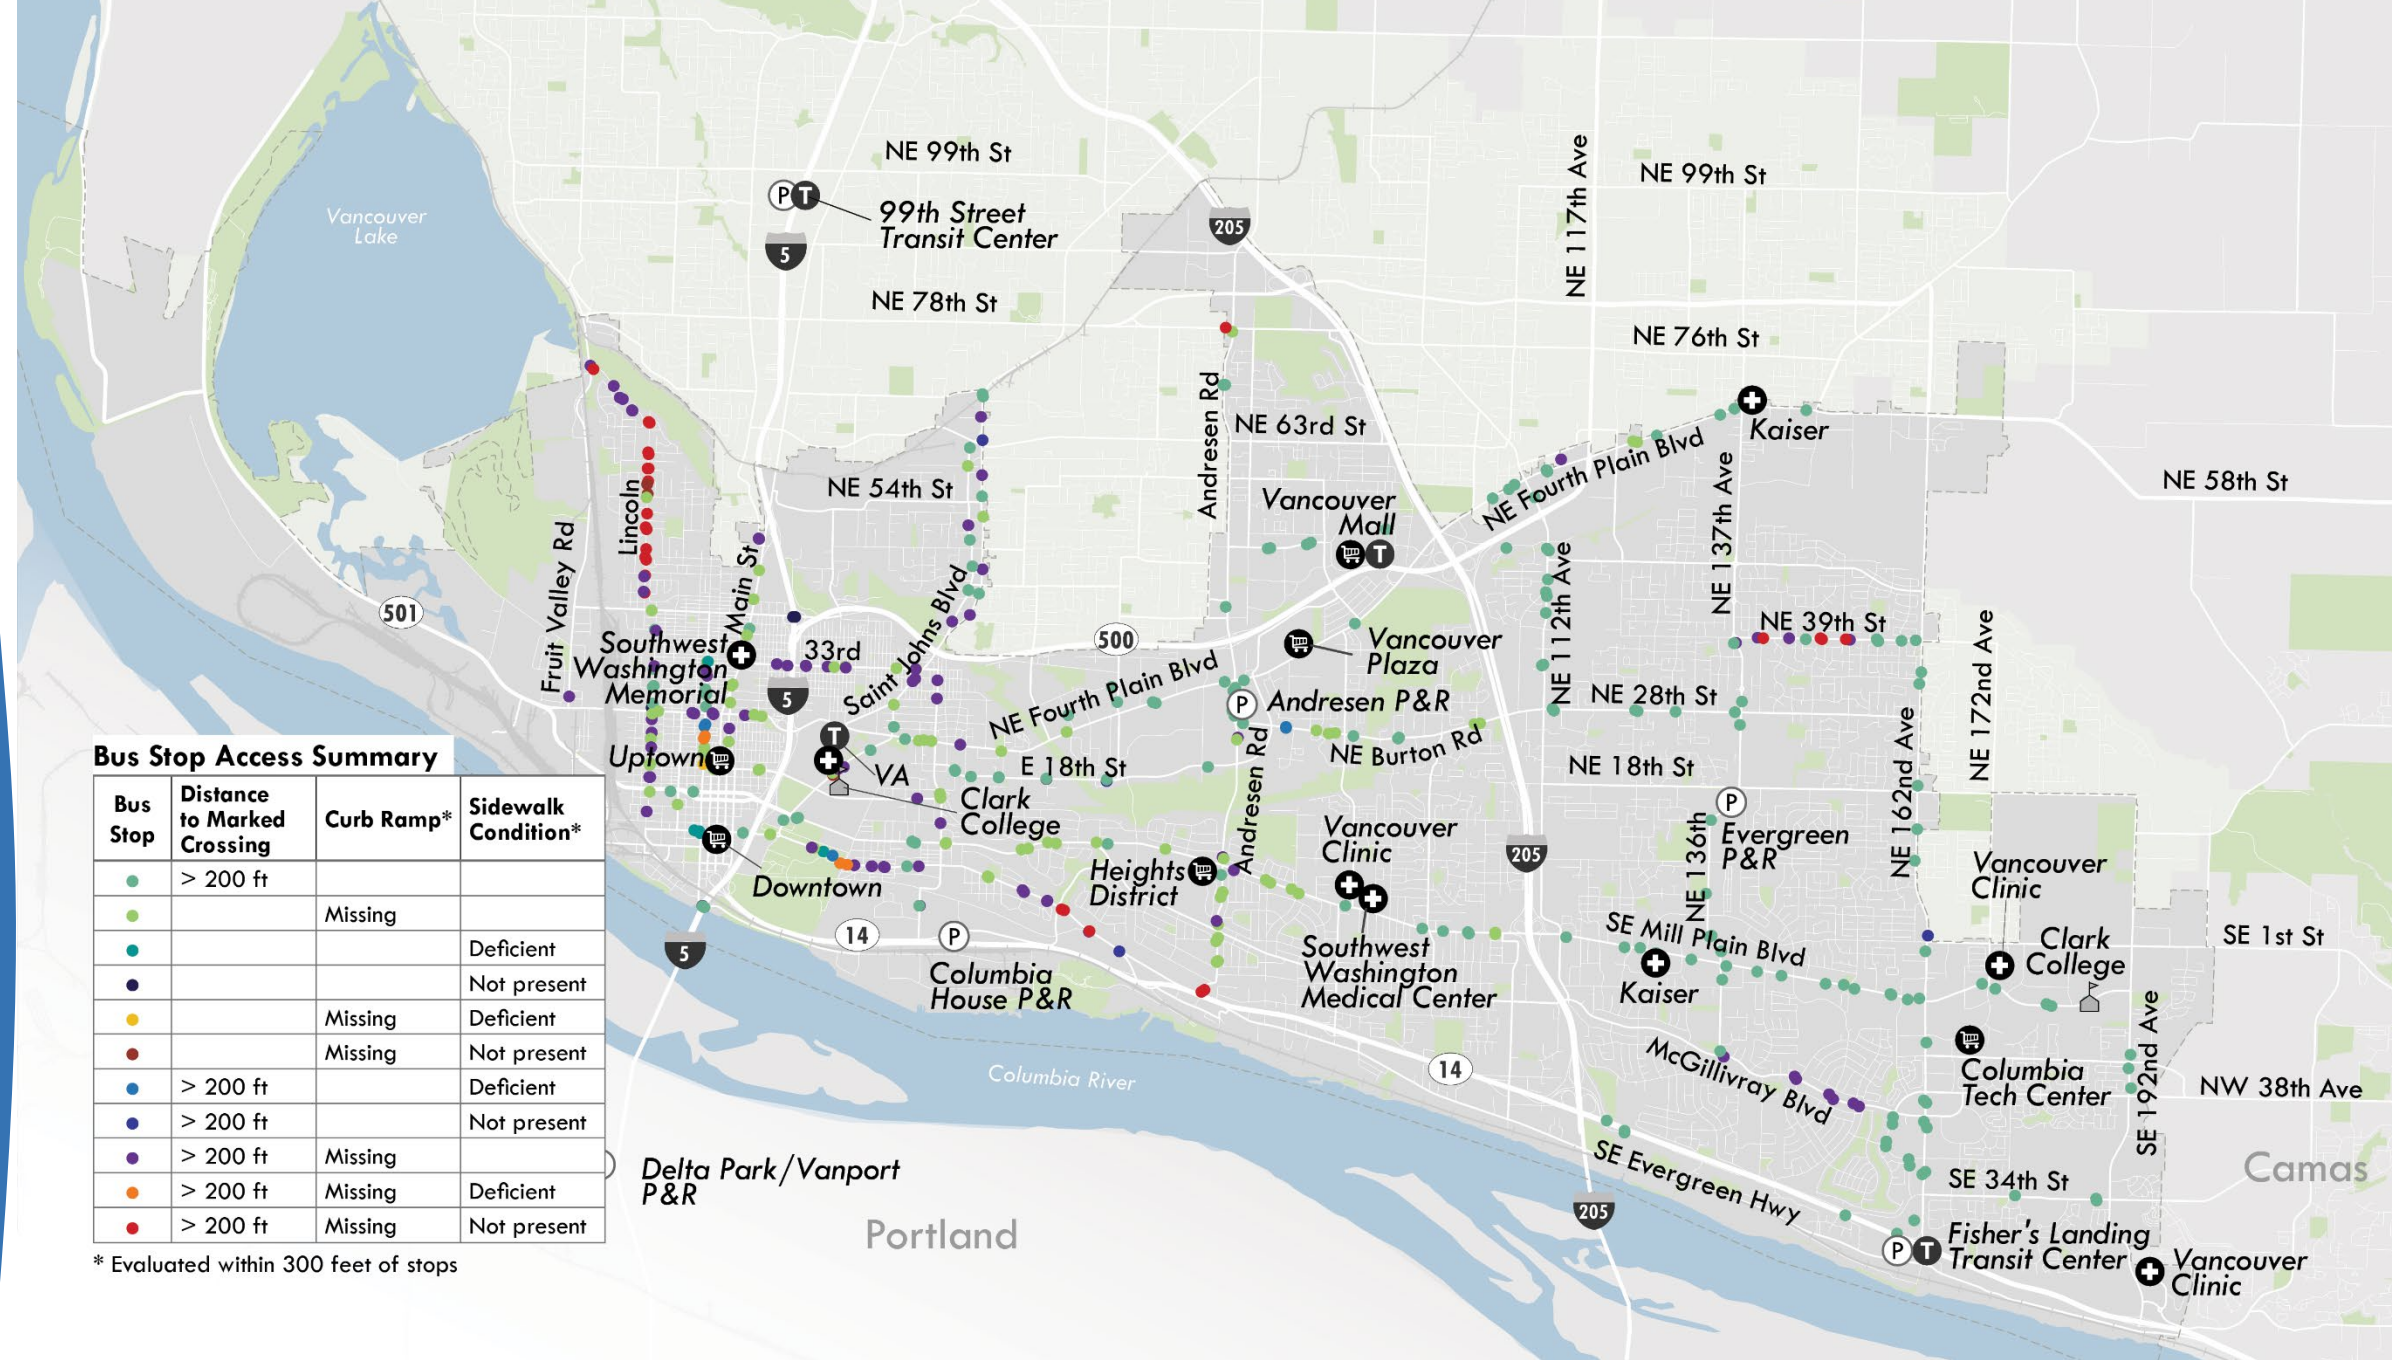 NE 99th St
NE 99th St
NE 117th Ave
P T
99th Street
Transit Center
205
Vancouver
Lake
5
NE 78th St
NE 76th St
Andresen Rd
NE 63rd St
Kaiser
NE Fourth Plain Blvd
NE 137th Ave
NE 58th St
NE 54th St
Lincoln
Vancouver
Mall
T
Fruit Valley Rd
Main St
Saint Johns Blvd
NE 112th Ave
501
500
33rd
NE 39th St
NE 172nd Ave
Southwest
Washington
Memorial
Vancouver
Plaza
5
NE Fourth Plain Blvd
P
Andresen P&R
NE 28th St
NE 162nd Ave
T
Uptown
VA
E 18th St
NE Burton Rd
Andresen Rd
NE 18th St
Clark
College
P
Evergreen
P&R
NE 136th
Vancouver
Clinic
205
Vancouver
Clinic
Heights
District
Downtown
14
P
Columbia
House P&R
5
Southwest
Washington
Medical Center
SE Mill Plain Blvd
Kaiser
Clark
College
SE 1st St
Columbia River
14
McGillivray Blvd
Columbia
Tech Center
SE 192nd Ave
NW 38th Ave
SE Evergreen Hwy
SE 34th St
Camas
205
P T
Fisher's Landing
Transit Center
Vancouver
Clinic
Delta Park/Vanport
P&R
Portland
Bus Stop Access Summary
Bus
Stop
Distance
to Marked
Crossing
Curb Ramp*
Sidewalk
Condition*
> 200 ft
Missing
Deficient
Not present
Missing Deficient
Missing Not present
> 200 ft Deficient
> 200 ft Not present
> 200 ft Missing
> 200 ft Missing Deficient
> 200 ft Missing Not present
* Evaluated within 300 feet of stops